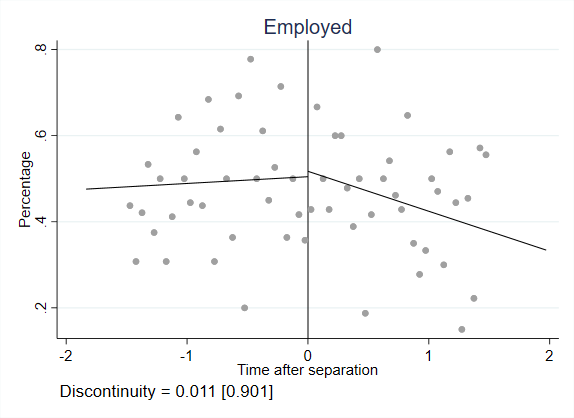 Employed
Percentage
.8
.6
.4
.2
-2 -1 0 1 2
Time after separation
Discontinuity = 0.011 [0.901]